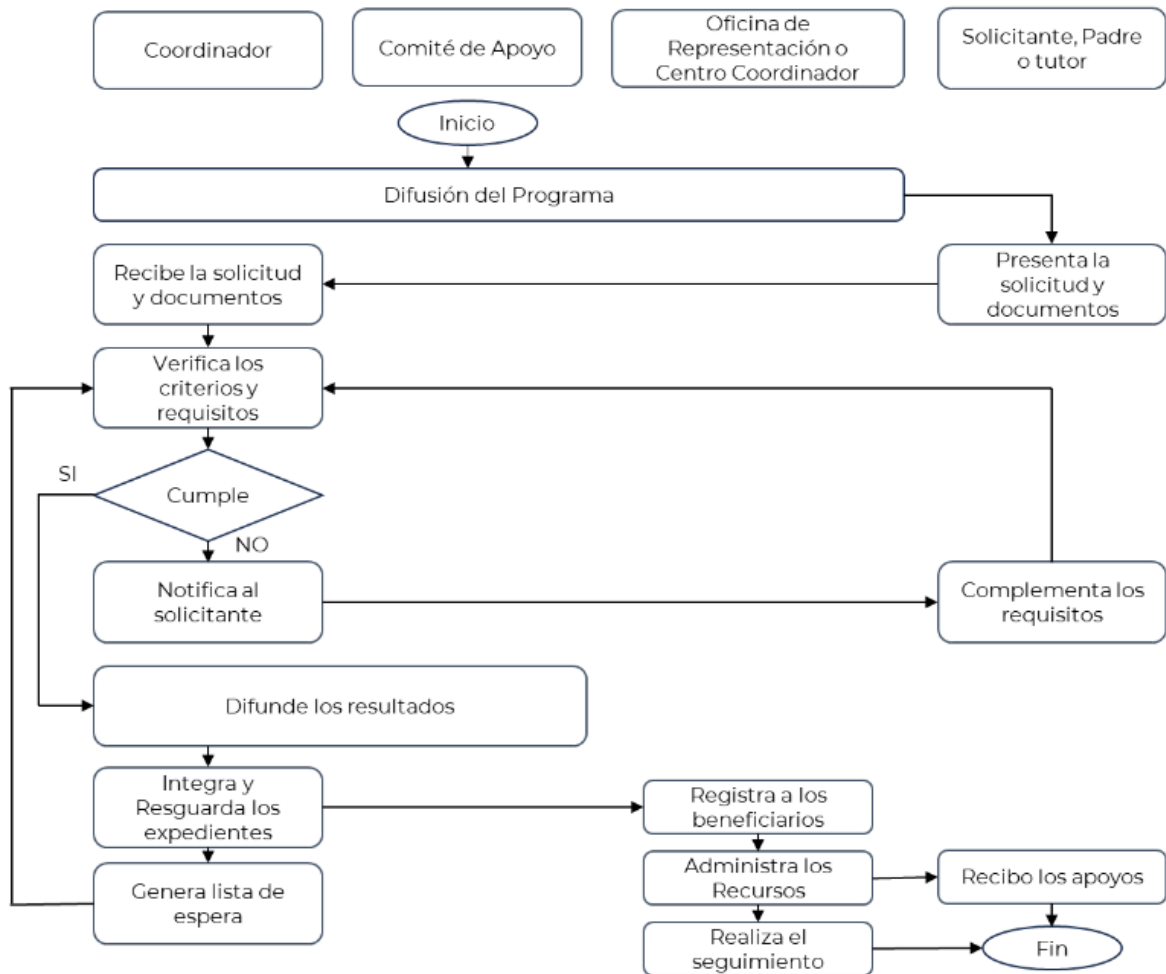 Coordinador
Comité de Apoyo
Oficina de
Representación o
Centro Coordinador
Solicitante, Padre
o tutor
Inicio
Difusión del Programa
Recibe la solicitud
y documentos
Presenta la
solicitud y
documentos
Verifica los
criterios y
requisitos
SI
Cumple
NO
Notifica al
solicitante
Complementa los
requisitos
Difunde los resultados
Integra y
Resguarda los
expedientes
Registra a los
beneficiarios
Genera lista de
espera
Administra los
Recursos
Recibo los apoyos
Realiza el
seguimiento
Fin